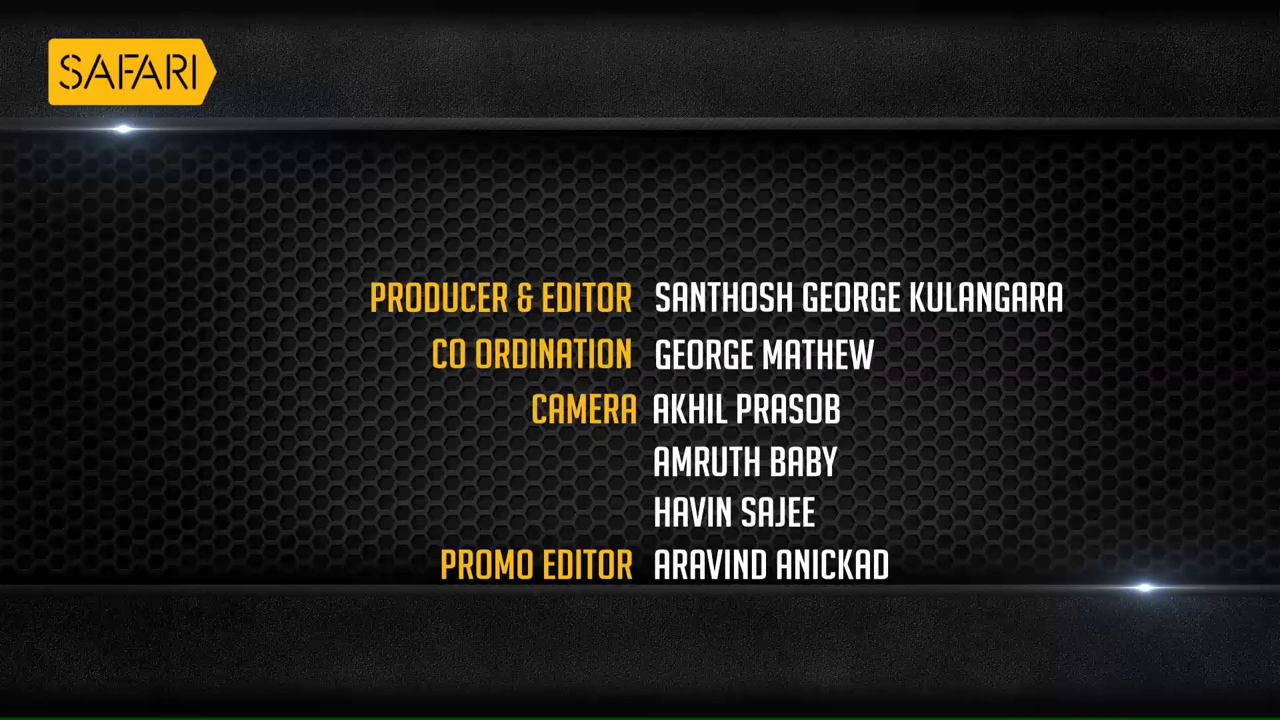 SAFARI
PRODUCER & EDITOR SANTHOSH GEORGE KULANGARA
CO ORDINATION GEORGE MATHEW
CAMERA AKHIL PRASOB
AMRUTH BABY
HAVIN SAJEE
PROMO EDITOR ARAVIND ANICKAD